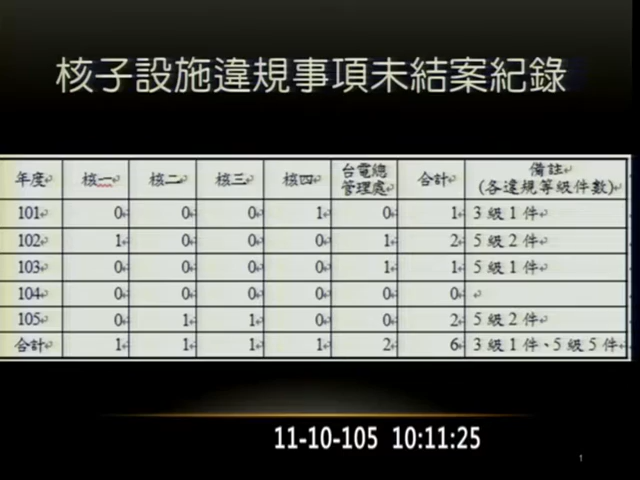 核子設施違規事項未結案紀錄
年度 核一 核二 核三 核四 台電總管理處 合計 備註(各違規等級件數)
101 0 0 0 1 0 1 3 級 1 件
102 1 0 0 0 1 2 5 級 2 件
103 0 0 0 0 1 1 5 級 1 件
104 0 0 0 0 0 0
105 0 1 1 0 0 2 5 級 2 件
合計 1 1 1 1 2 6 3 級 1 件、5 級 5 件
11-10-105 10:11:25
1